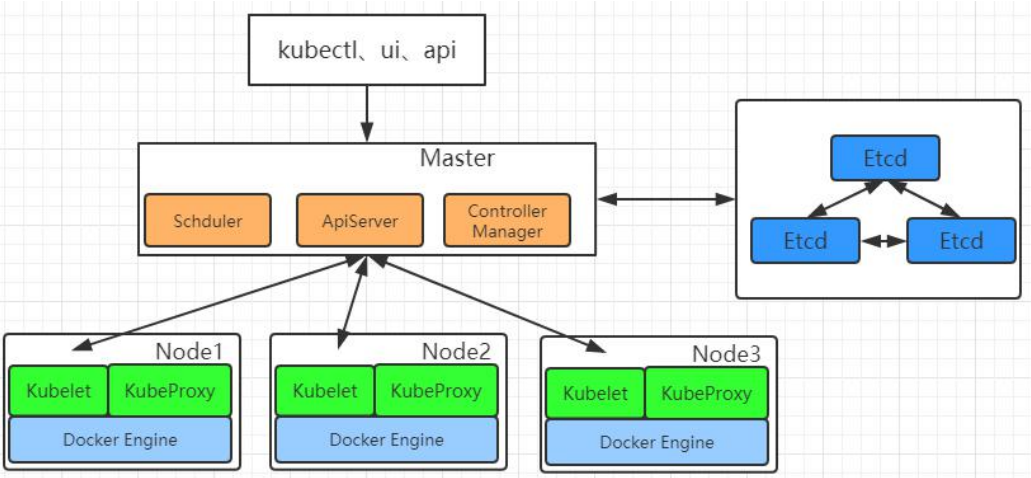 kubectl、ui、api
Master
Schduler
ApiServer
Controller
Manager
Etcd
Etcd
Etcd
Node1
Kubelet
KubeProxy
Docker Engine
Node2
Kubelet
KubeProxy
Docker Engine
Node3
Kubelet
KubeProxy
Docker Engine